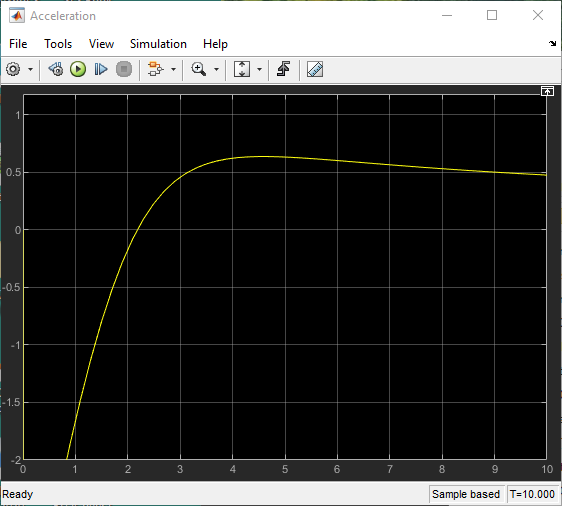 Acceleration
File Tools View Simulation Help
1
0.5
0
-0.5
-1
-1.5
-2
0 1 2 3 4 5 6 7 8 9 10
Ready Sample based T=10.000